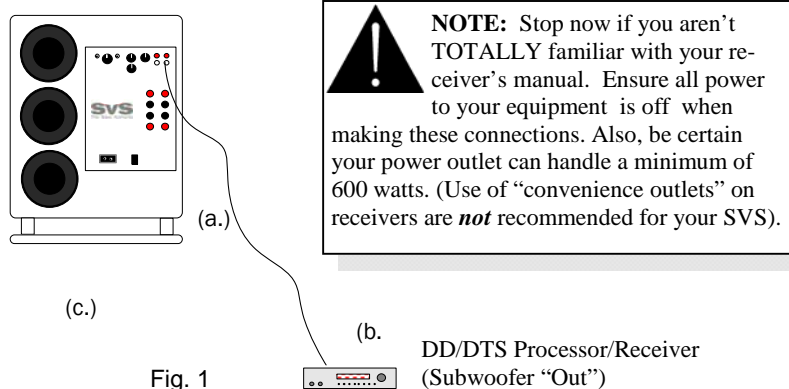 NOTE: Stop now if you aren't
TOTALLY familiar with your re-
ceiver's manual. Ensure all power
to your equipment is off when
making these connections. Also, be certain
your power outlet can handle a minimum of
600 watts. (Use of “convenience outlets” on
receivers are not recommended for your SVS).
SVS
(a.)
(c.)
(b.
DD/DTS Processor/Receiver
(Subwoofer “Out”)
Fig. 1